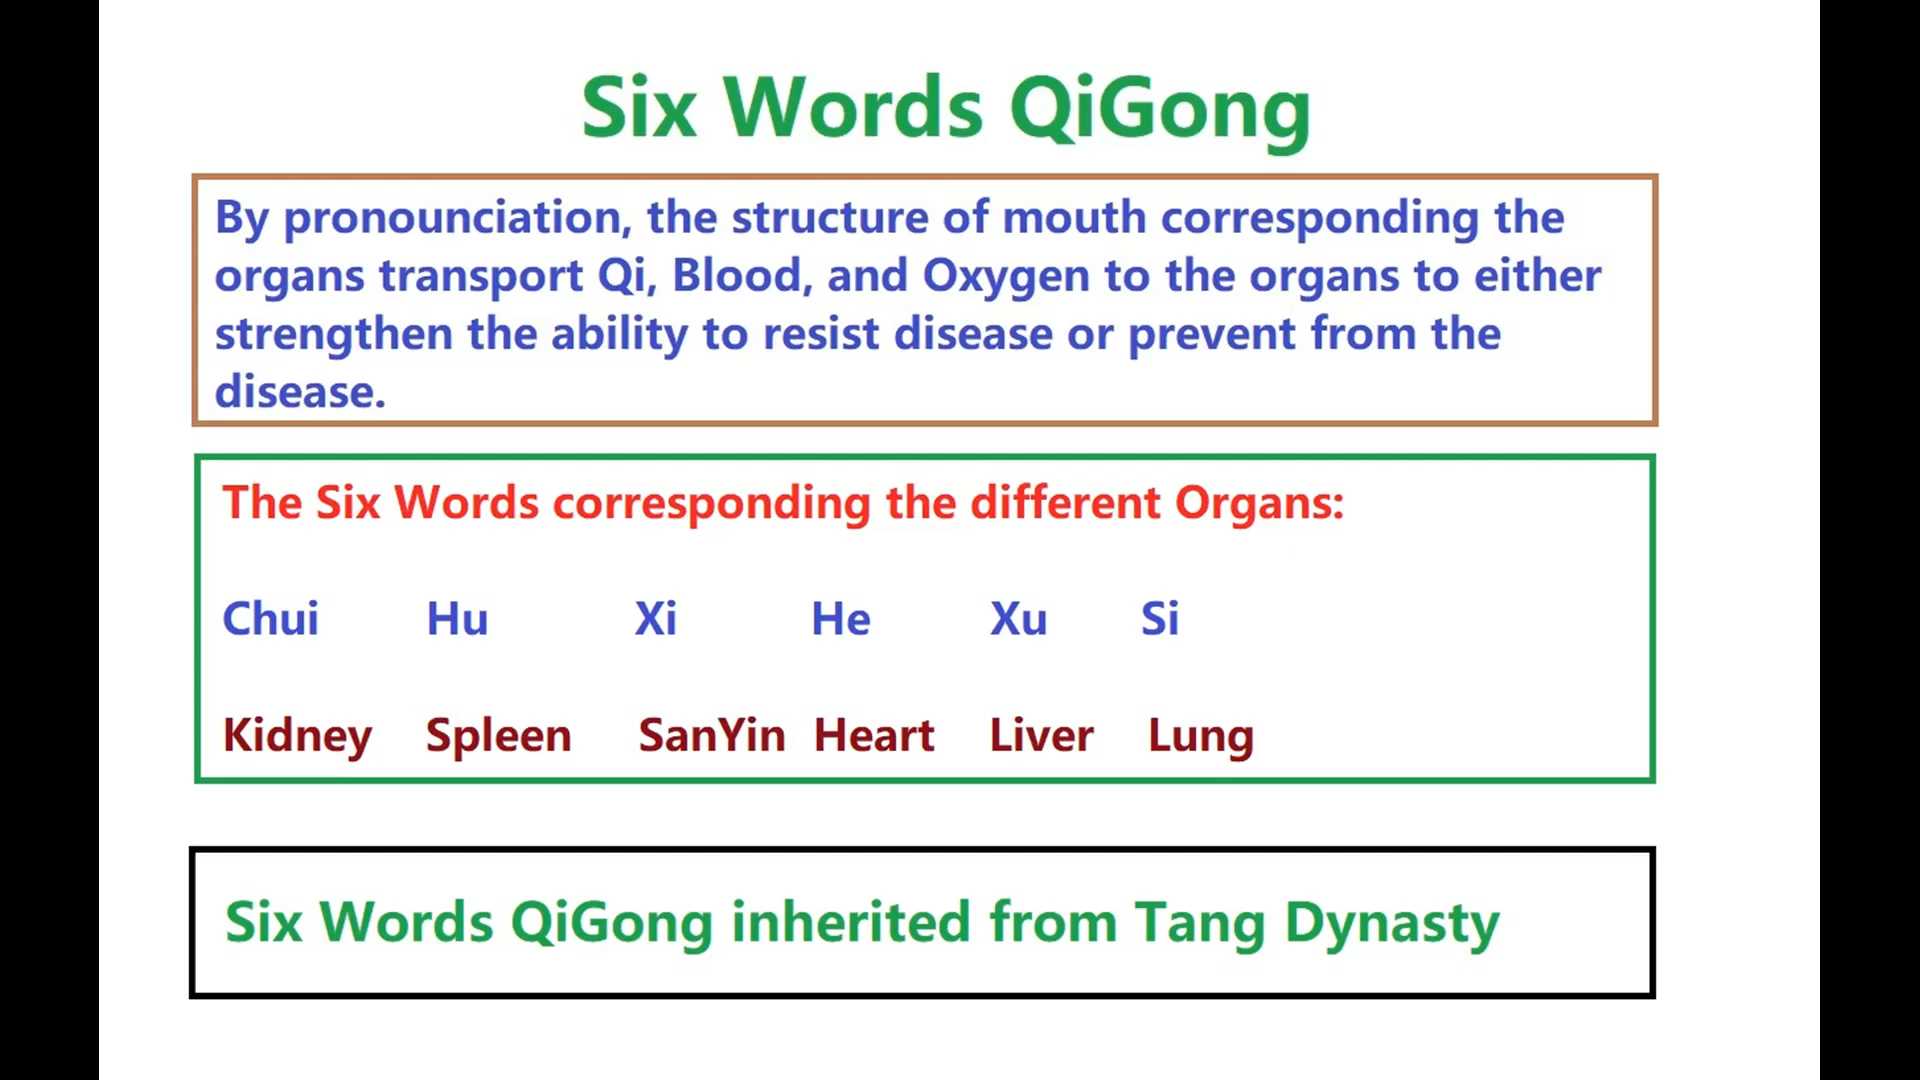 Six Words QiGong
By pronounciation, the structure of mouth corresponding the
organs transport Qi, Blood, and Oxygen to the organs to either
strengthen the ability to resist disease or prevent from the
disease.
The Six Words corresponding the different Organs:
Chui Hu Xi He Xu Si
Kidney Spleen SanYin Heart Liver Lung
Six Words QiGong inherited from Tang Dynasty